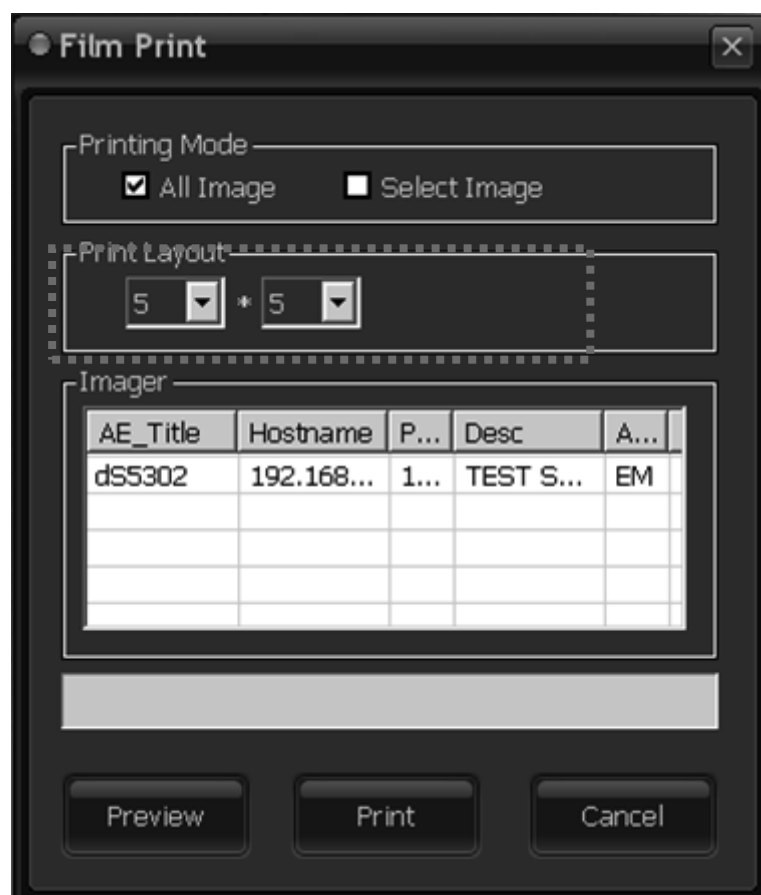 Film Print
Printing Mode
All Image Select Image
Print Layout
5 * 5
Imager
AE_Title Hostname P... Desc A...
dS5302 192.168... 1... TEST S... EM
Preview Print Cancel